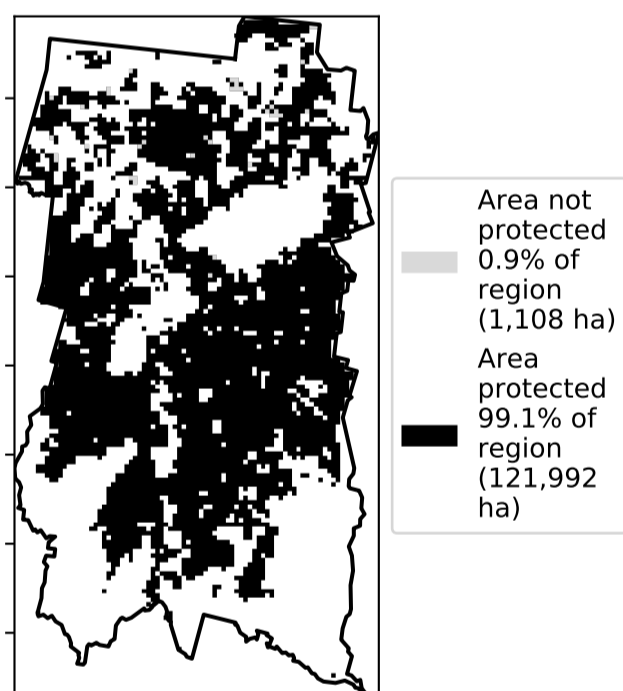 Area not
protected
0.9% of
region
(1,108 ha)
Area
protected
99.1% of
region
(121,992
ha)